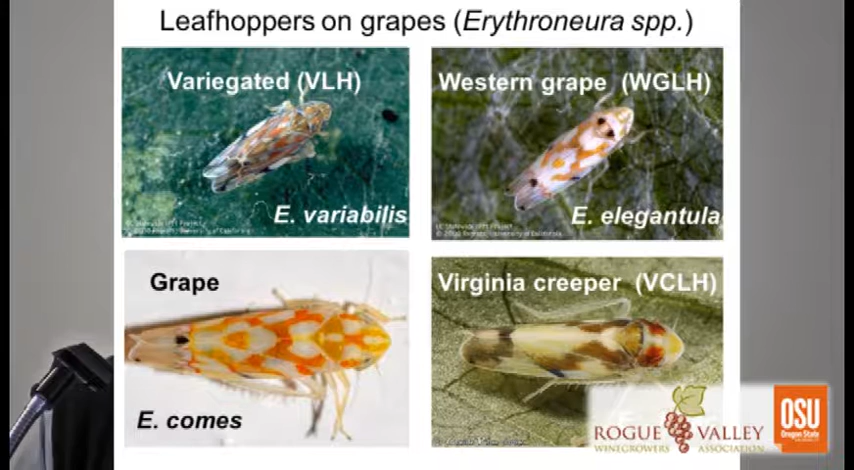 Leafhoppers on grapes (Erythroneura spp.)
Variegated (VLH)
E. variabilis
Western grape (WGLH)
E. elegantula
Grape
E. comes
Virginia creeper (VCLH)
ROGUE VALLEY
WINEGROWERS ASSOCIATION
OSU
Oregon State